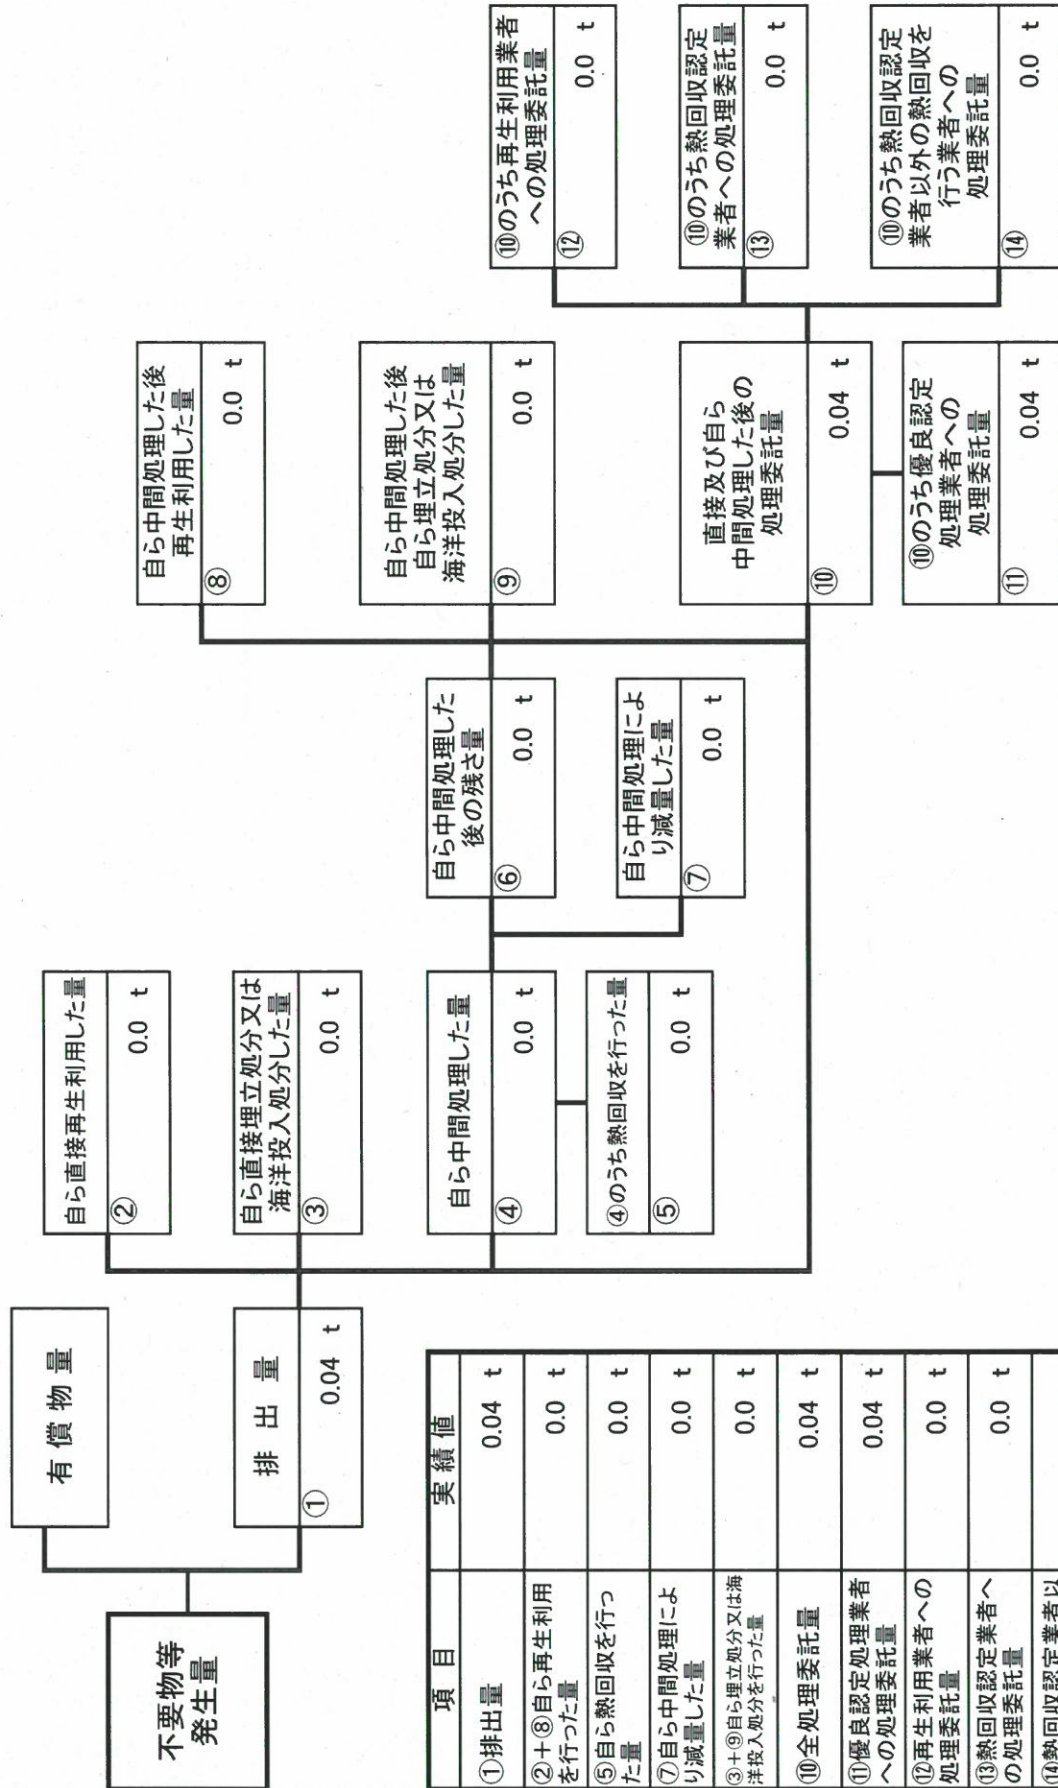 不要物等
発生量
有償物量
排出量
① 0.04 t
自ら直接再生利用した量
② 0.0 t
自ら直接埋立処分又は
海洋投入処分した量
③ 0.0 t
自ら中間処理した量
④ 0.0 t
④のうち熱回収を行った量
⑤ 0.0 t
自ら中間処理した
後の残さ量
⑥ 0.0 t
自ら中間処理によ
り減量した量
⑦ 0.0 t
自ら中間処理した後
再生利用した量
⑧ 0.0 t
自ら中間処理した後
自ら埋立処分又は
海洋投入処分した量
⑨ 0.0 t
直接及び自ら
中間処理した後の
処理委託量
⑩ 0.04 t
⑩のうち優良認定
処理業者への
処理委託量
⑪ 0.04 t
⑩のうち再生利用業者
への処理委託量
⑫ 0.0 t
⑩のうち熱回収認定
業者への処理委託量
⑬ 0.0 t
⑩のうち熱回収認定
業者以外の熱回収を
行う業者への
処理委託量
⑭ 0.0 t
項目 実績値
①排出量 0.04 t
②+⑧自ら再生利用
を行った量 0.0 t
⑤自ら熱回収を行っ
た量 0.0 t
⑦自ら中間処理によ
り減量した量 0.0 t
③+⑨自ら埋立処分又は海
洋投入処分を行った量 0.0 t
⑩全処理委託量 0.04 t
⑪優良認定処理業者
への処理委託量 0.04 t
⑫再生利用業者への
処理委託量 0.0 t
⑬熱回収認定業者へ
の処理委託量 0.0 t
⑭熱回収認定業者以